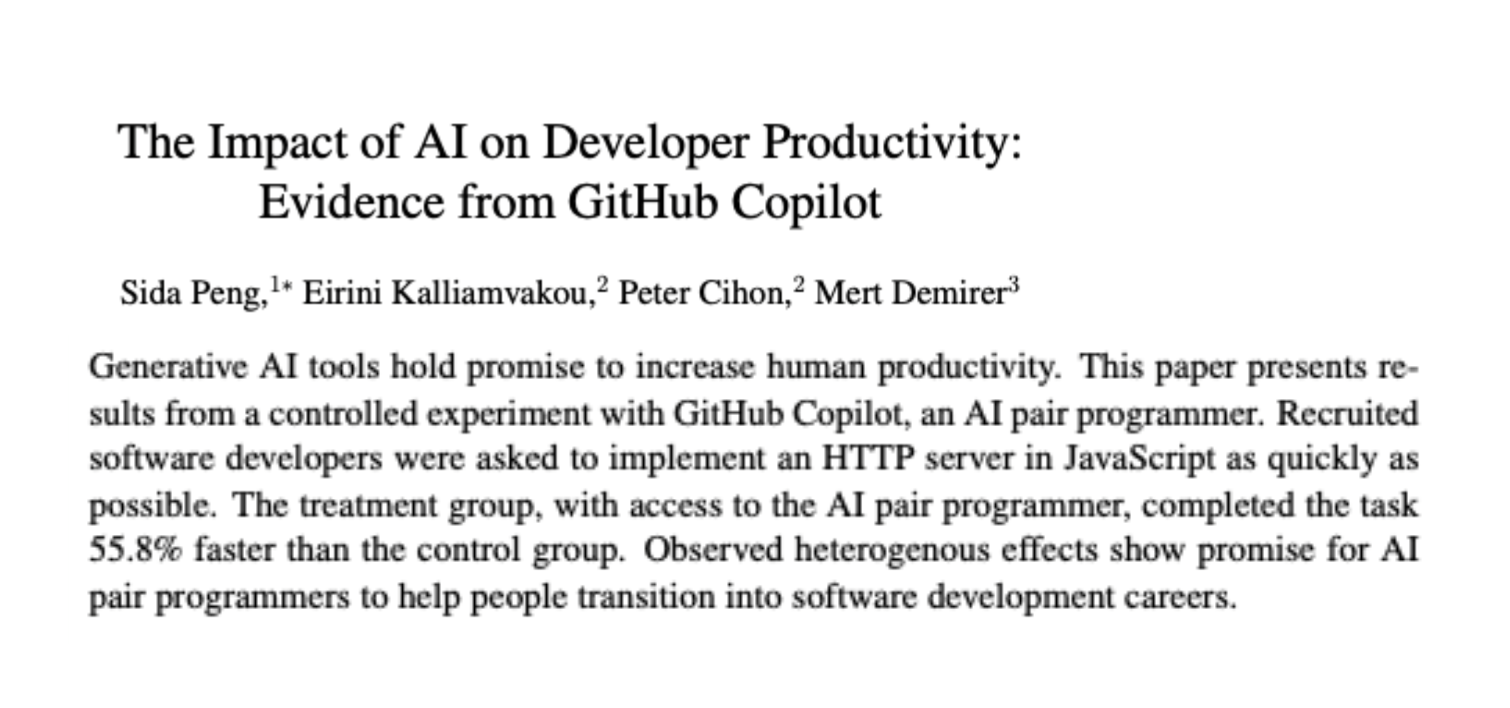 The Impact of AI on Developer Productivity:
Evidence from GitHub Copilot
Sida Peng,1* Eirini Kalliamvakou,2 Peter Cihon,2 Mert Demirer3
Generative AI tools hold promise to increase human productivity. This paper presents re-
sults from a controlled experiment with GitHub Copilot, an AI pair programmer. Recruited
software developers were asked to implement an HTTP server in JavaScript as quickly as
possible. The treatment group, with access to the AI pair programmer, completed the task
55.8% faster than the control group. Observed heterogenous effects show promise for AI
pair programmers to help people transition into software development careers.